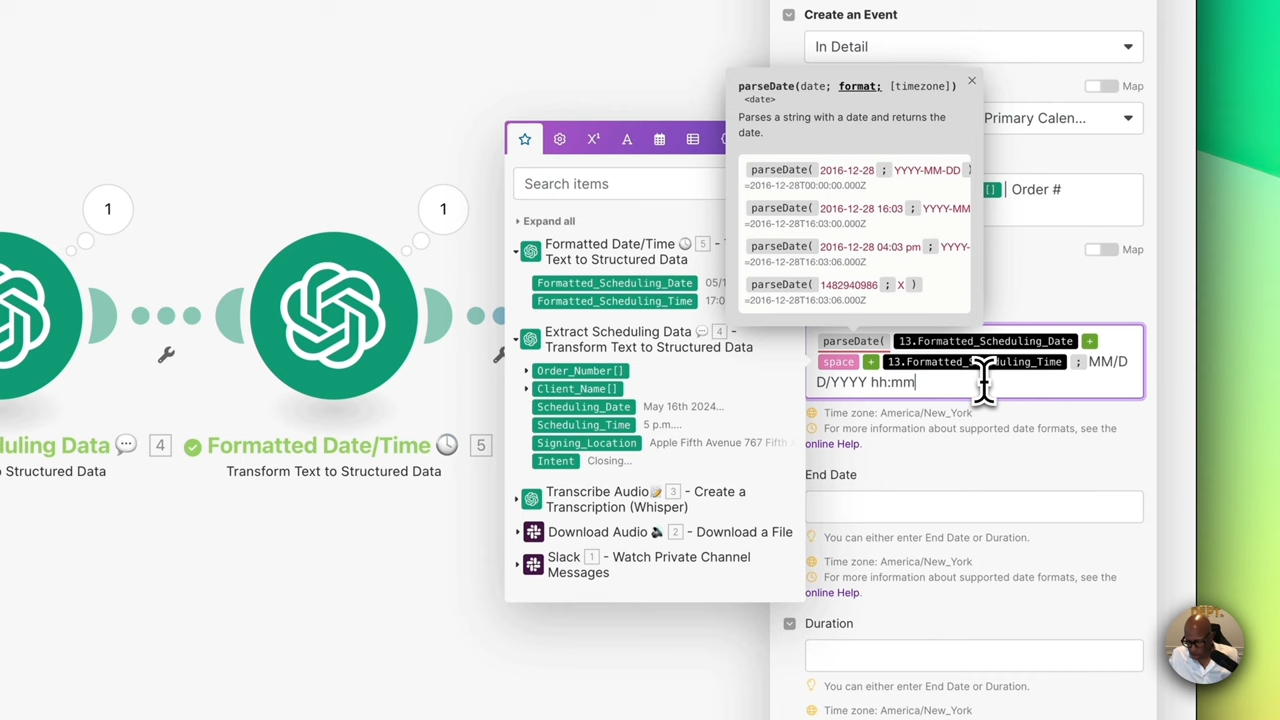 Create an Event
In Detail
Map
Primary Calen...
[] | Order #
Map
parseDate(date; format; [timezone])
<date>
Parses a string with a date and returns the
date.
parseDate( 2016-12-28 ; YYYY-MM-DD )
=2016-12-28T00:00:00.000Z
parseDate( 2016-12-28 16:03 ; YYYY-MM
=2016-12-28T16:03:00.000Z
parseDate( 2016-12-28 04:03 pm ; YYYY-
=2016-12-28T16:03:06.000Z
parseDate( 1482940986 ; X )
=2016-12-28T16:03:06.000Z
parseDate( 13.Formatted_Scheduling_Date +
space + 13.Formatted_Scheduling_Time ; MM/D
D/YYYY hh:mm
Time zone: America/New_York
For more information about supported date formats, see the
online Help.
End Date
You can either enter End Date or Duration.
Time zone: America/New_York
For more information about supported date formats, see the
online Help.
Duration
You can either enter End Date or Duration.
Time zone: America/New_York
X¹
A
Search items
Expand all
Formatted Date/Time 5 -
Text to Structured Data
Formatted_Scheduling_Date 05/1
Formatted_Scheduling_Time 17:0
Extract Scheduling Data 4 -
Transform Text to Structured Data
Order_Number[]
Client_Name[]
Scheduling_Date May 16th 2024...
Scheduling_Time 5 p.m....
Signing_Location Apple Fifth Avenue 767 Fifth A
Intent Closing...
Transcribe Audio 3 - Create a
Transcription (Whisper)
Download Audio 2 - Download a File
Slack 1 - Watch Private Channel
Messages
1
1
duling Data 4
to Structured Data
Formatted Date/Time 5
Transform Text to Structured Data
DEPT.